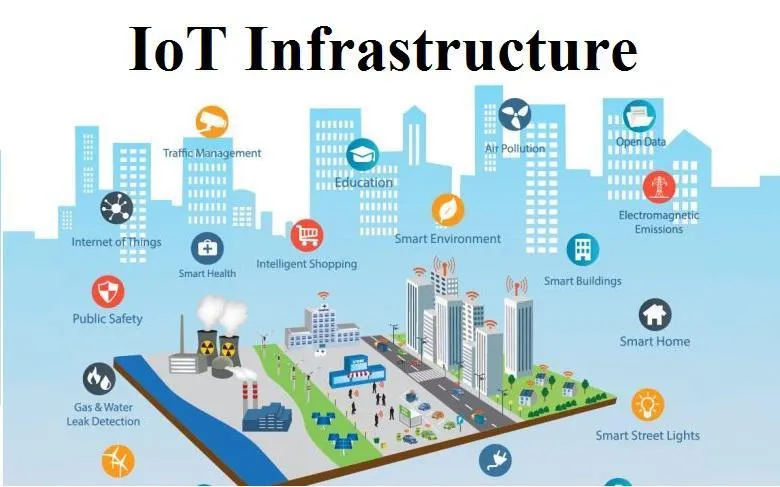 IoT Infrastructure
Traffic Management
Education
Air Pollution
Open Data
Internet of Things
Smart Health
Intelligent Shopping
Smart Environment
Electromagnetic
Emissions
Smart Buildings
Public Safety
Smart Home
Gas & Water
Leak Detection
Smart Street Lights